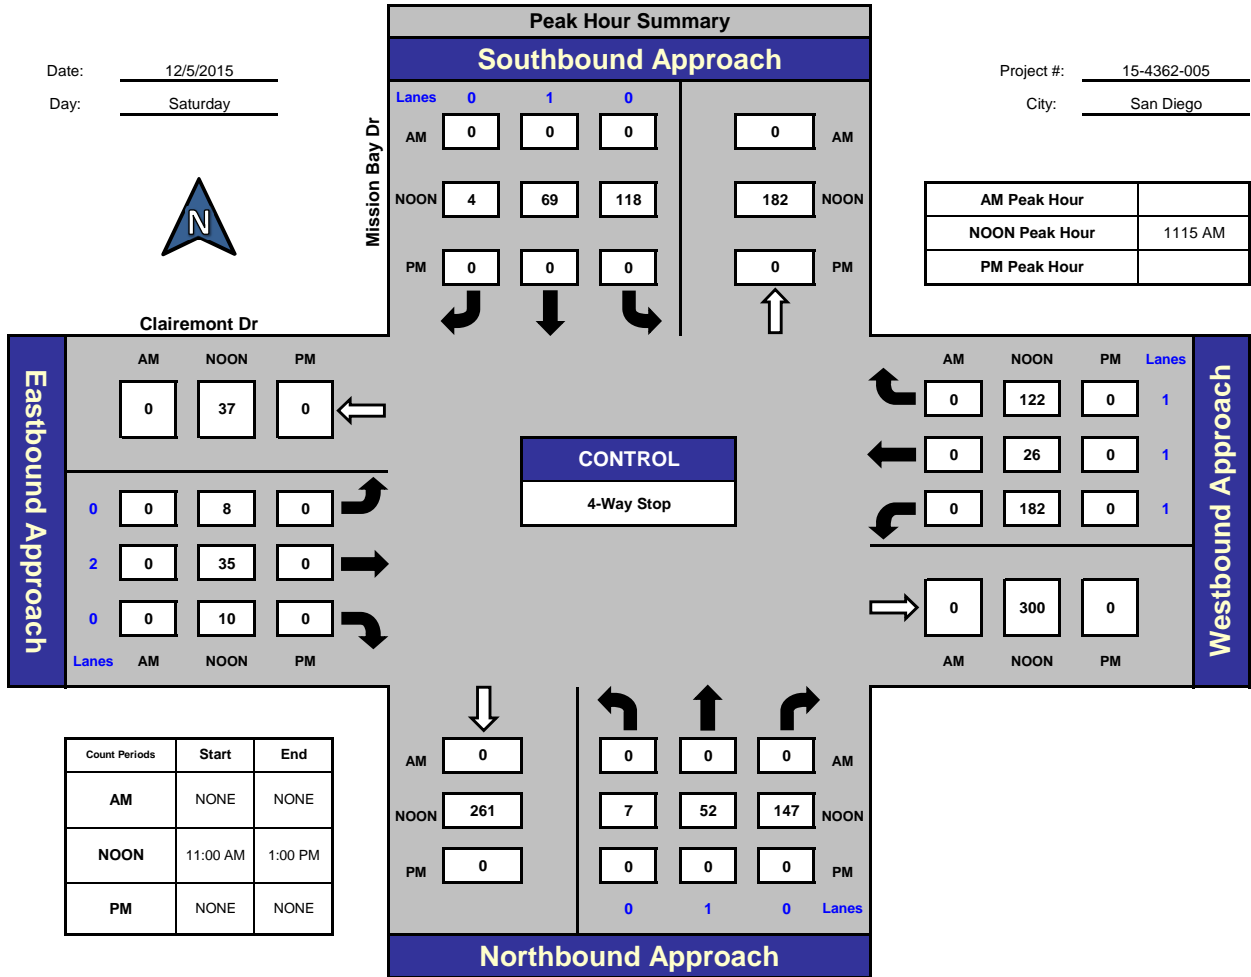 Peak Hour Summary
Southbound Approach
Date: 12/5/2015
Day: Saturday
Project #: 15-4362-005
City: San Diego
N
Mission Bay Dr
Lanes 0 1 0
AM 0 0 0 0 AM
NOON 4 69 118 182 NOON
PM 0 0 0 0 PM
AM Peak Hour
NOON Peak Hour 1115 AM
PM Peak Hour
Clairemont Dr
Eastbound Approach
AM NOON PM
0 37 0
0 0 8 0
2 0 35 0
0 0 10 0
Lanes AM NOON PM
CONTROL
4-Way Stop
AM NOON PM Lanes
0 122 0 1
0 26 0 1
0 182 0 1
0 300 0
AM NOON PM
Westbound Approach
Count Periods Start End
AM NONE NONE
NOON 11:00 AM 1:00 PM
PM NONE NONE
AM 0 0 0 0 AM
NOON 261 7 52 147 NOON
PM 0 0 0 0 PM
0 1 0 Lanes
Northbound Approach